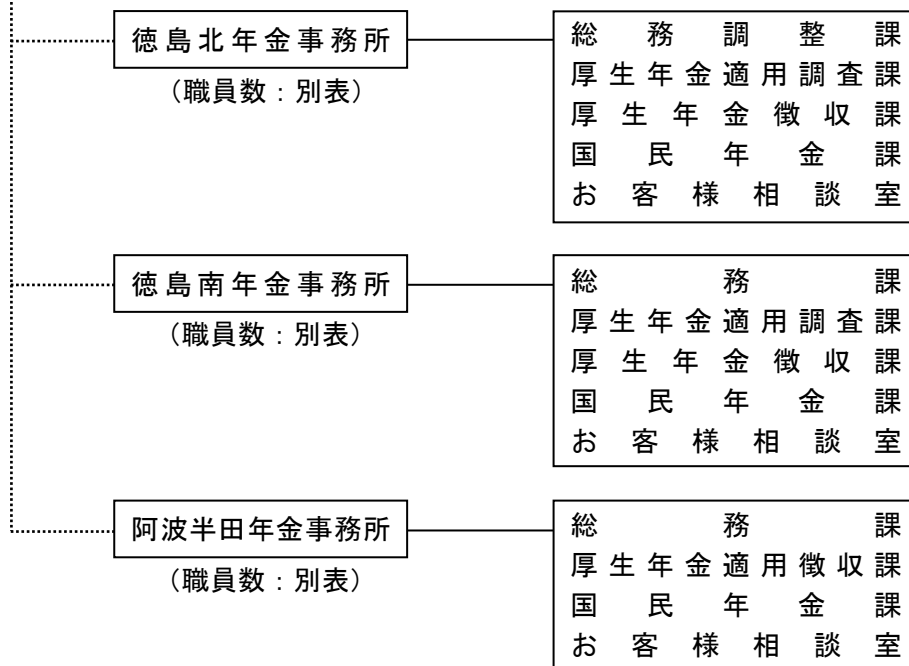 徳島北年金事務所
（職員数：別表）
総務調整課
厚生年金適用調査課
厚生年金徴収課
国民年金課
お客様相談室
徳島南年金事務所
（職員数：別表）
総務課
厚生年金適用調査課
厚生年金徴収課
国民年金課
お客様相談室
阿波半田年金事務所
（職員数：別表）
総務課
厚生年金適用徴収課
国民年金課
お客様相談室